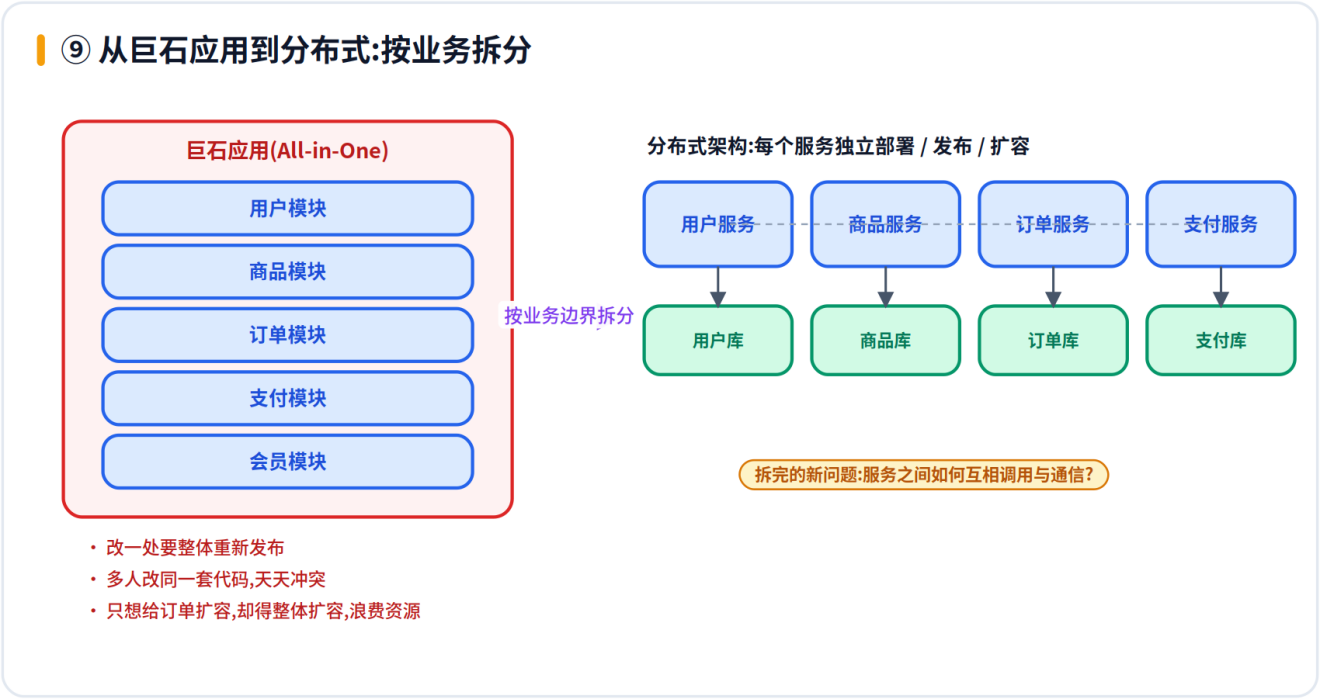 ⑨ 从巨石应用到分布式:按业务拆分
巨石应用(All-in-One)
用户模块
商品模块
订单模块
支付模块
会员模块
• 改一处要整体重新发布
• 多人改同一套代码,天天冲突
• 只想给订单扩容,却得整体扩容,浪费资源
按业务边界拆分
分布式架构:每个服务独立部署 / 发布 / 扩容
用户服务
商品服务
订单服务
支付服务
用户库
商品库
订单库
支付库
拆完的新问题:服务之间如何互相调用与通信?